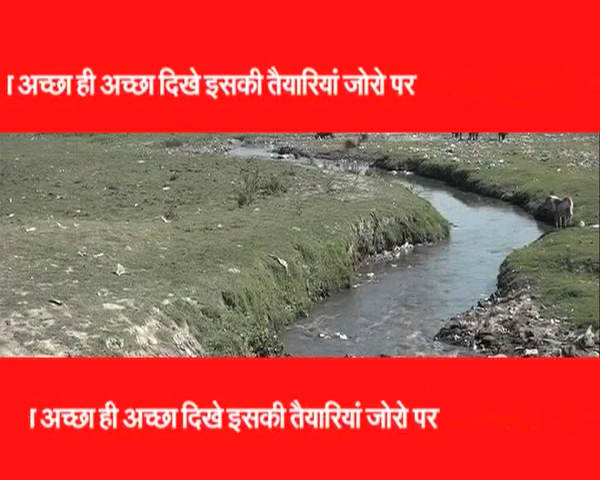 अच्छा ही अच्छा दिखे इसकी तैयारियां जोरो पर
अच्छा ही अच्छा दिखे इसकी तैयारियां जोरो पर